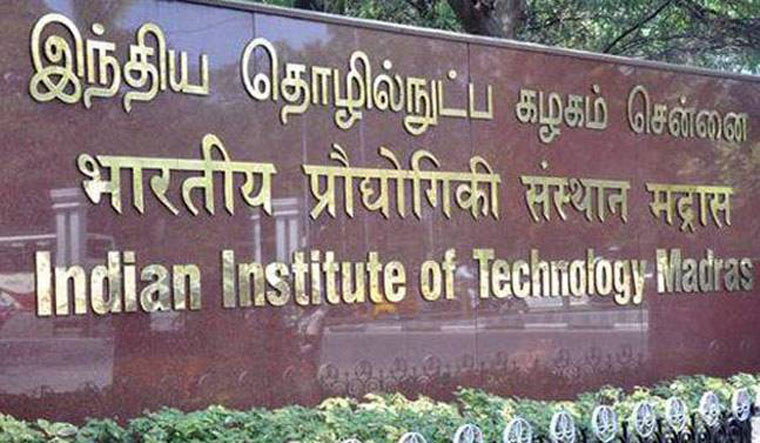 இந்திய தொழில்நுட்ப கழகம் சென்னை
भारतीय प्रौद्योगिकी संस्थान मद्रास
Indian Institute of Technology Madras